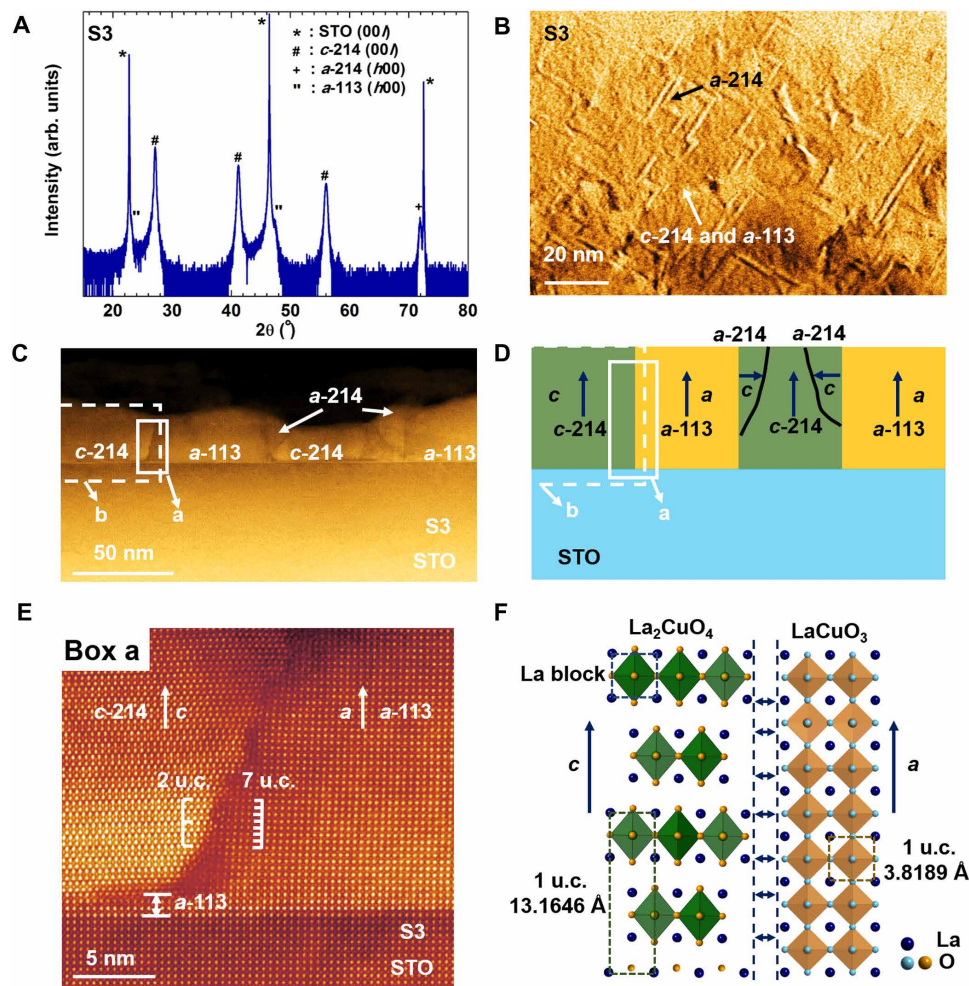 A
S3
* : STO (00l)
# : c-214 (00l)
+ : a-214 (h00)
" : a-113 (h00)
*
#
"
#
*
"
#
+
*
Intensity (arb. units)
20 30 40 50 60 70 80
2θ (°)
B
S3
a-214
c-214 and a-113
20 nm
C
a-214
c-214
a-113
c-214
a-113
b
a
S3
50 nm
STO
D
a-214
a-214
c
c-214
a
a-113
c
c
c-214
a
a-113
b
a
STO
E
Box a
c-214
c
a
a-113
2 u.c.
7 u.c.
a-113
S3
5 nm
STO
F
La2CuO4
LaCuO3
La block
c
a
1 u.c.
13.1646 Å
1 u.c.
3.8189 Å
La
O